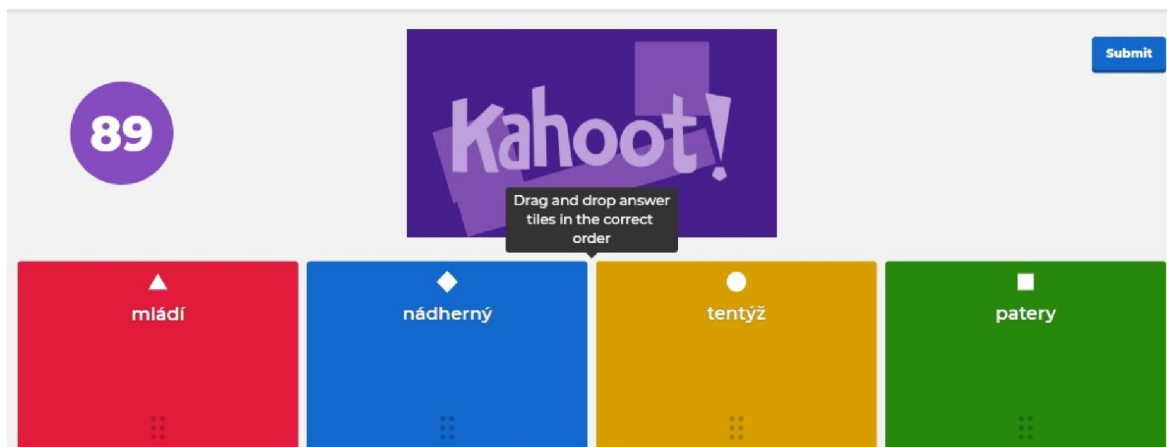 Submit
89
Kahoot!
Drag and drop answer
tiles in the correct
order
mládí
nádherný
tentýž
patery